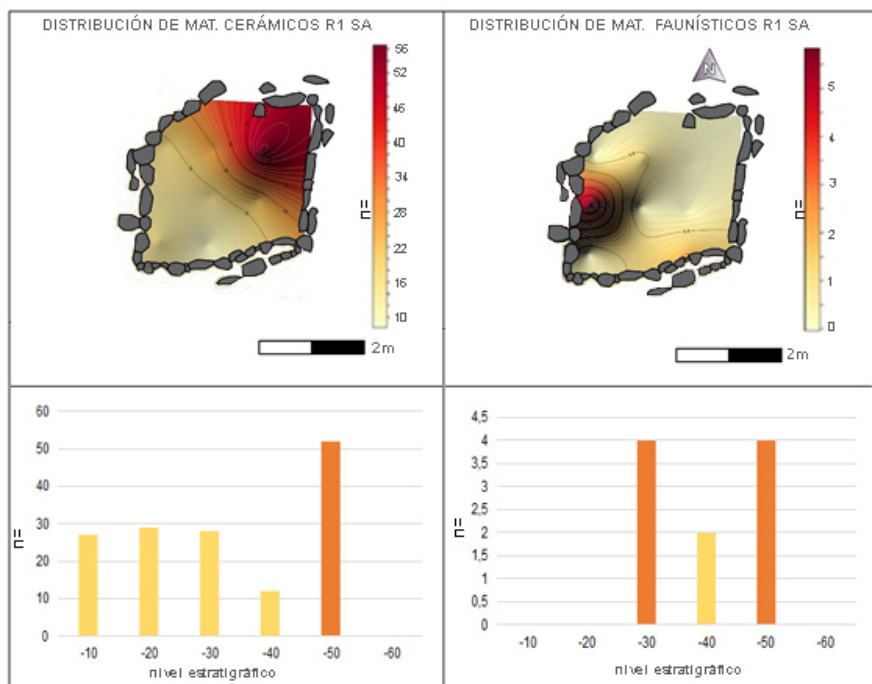 DISTRIBUCIÓN DE MAT. CERÁMICOS R1 SA
56
52
46
40
34
28
22
16
10
n=
2m
DISTRIBUCIÓN DE MAT. FAUNÍSTICOS R1 SA
N
5
4
3
2
1
0
n=
2m
60
50
40
30
20
10
0
n=
-10 -20 -30 -40 -50 -60
nivel estratigráfico
4,5
4
3,5
3
2,5
2
1,5
1
0,5
0
n=
-10 -20 -30 -40 -50 -60
nivel estratigráfico